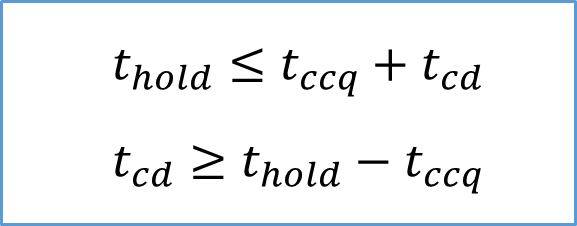 t_hold ≤ t_ccq + t_cd
t_cd ≥ t_hold − t_ccq